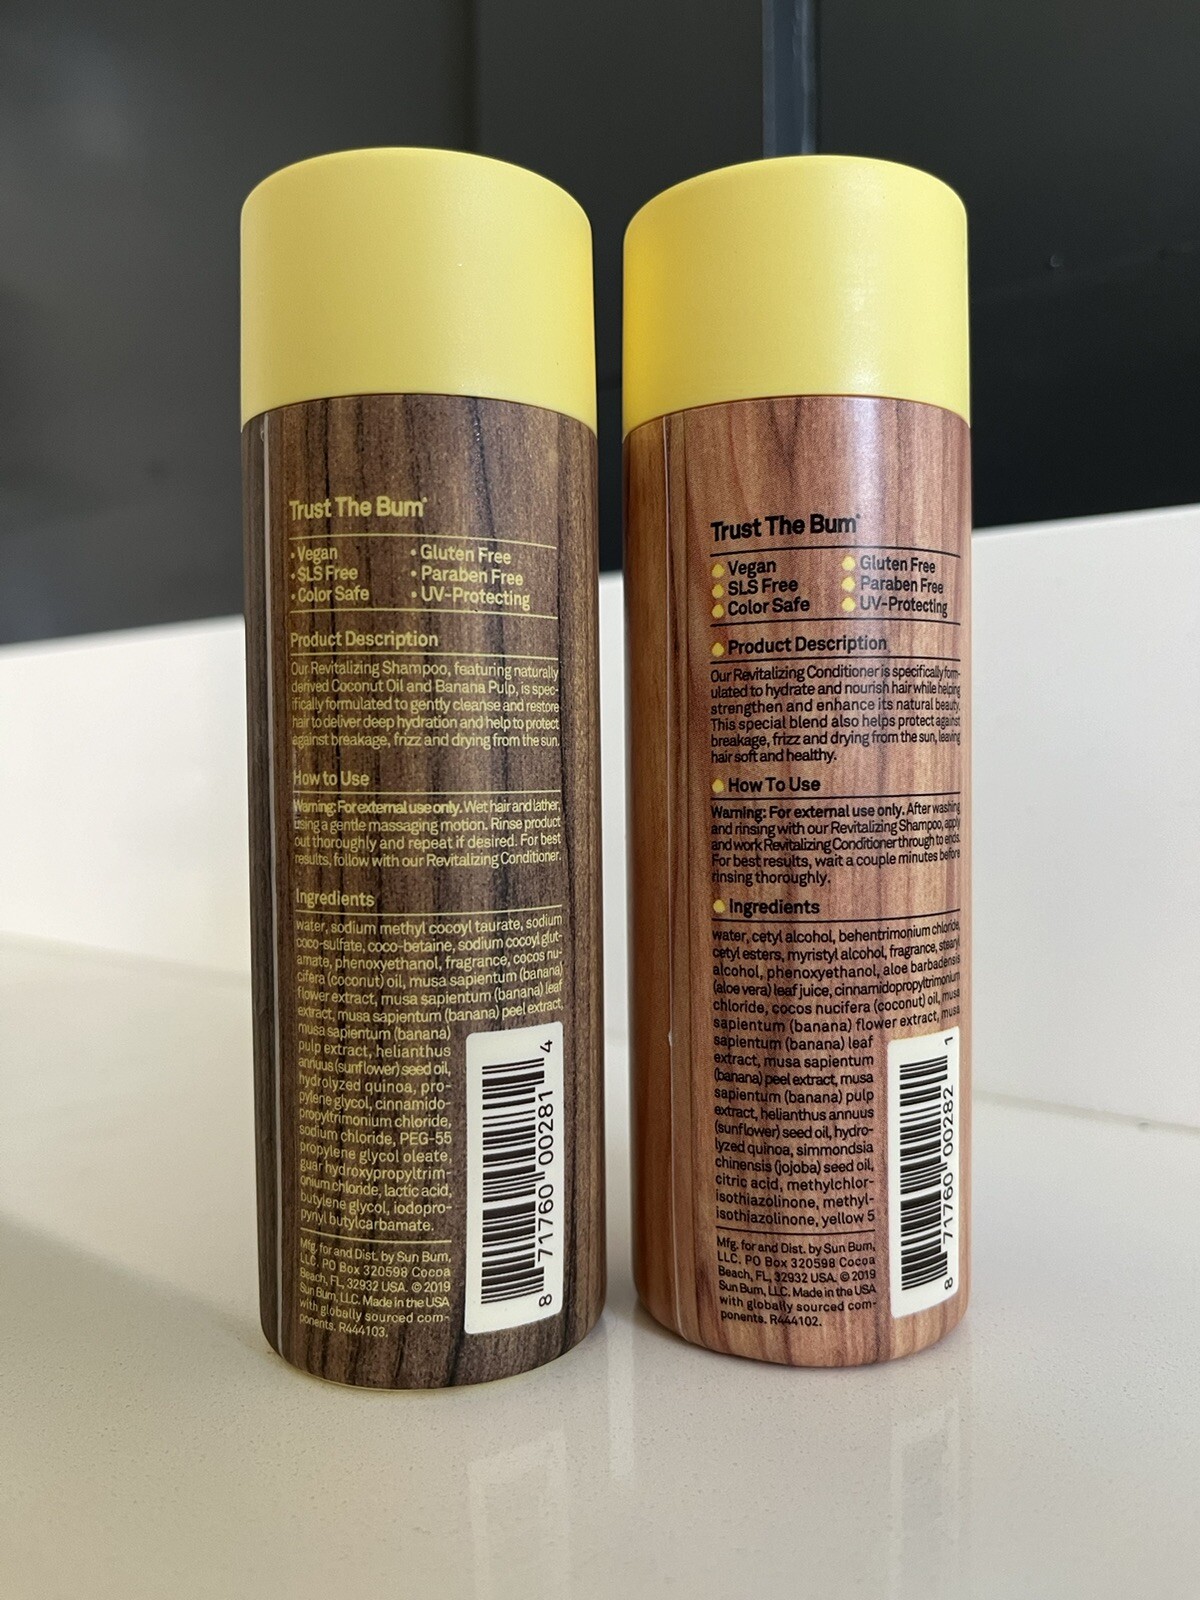 Trust The Bum®
• Vegan
• SLS Free
• Color Safe
• Gluten Free
• Paraben Free
• UV-Protecting
Product Description
Our Revitalizing Shampoo, featuring naturally
derived Coconut Oil and Banana Pulp, is spec-
ifically formulated to gently cleanse and restore
hair to deliver deep hydration and help to protect
against breakage, frizz and drying from the sun.
How to Use
Warning: For external use only. Wet hair and lather,
using a gentle massaging motion. Rinse product
out thoroughly and repeat if desired. For best
results, follow with our Revitalizing Conditioner.
Ingredients
water, sodium methyl cocoyl taurate, sodium
coco-sulfate, coco-betaine, sodium cocoyl glut-
amate, phenoxyethanol, fragrance, cocos nu-
cifera (coconut) oil, musa sapientum (banana)
flower extract, musa sapientum (banana) leaf
extract, musa sapientum (banana) peel extract,
musa sapientum (banana)
pulp extract, helianthus
annuus (sunflower) seed oil,
hydrolyzed quinoa, pro-
pylene glycol, cinnamido-
propyltrimonium chloride,
sodium chloride, PEG-55
propylene glycol oleate,
guar hydroxypropyltrim-
onium chloride, lactic acid,
butylene glycol, iodopro-
pynyl butylcarbamate.
Mfg. for and Dist. by Sun Bum,
LLC. PO Box 320598 Cocoa
Beach, FL, 32932 USA. © 2019
Sun Bum, LLC. Made in the USA
with globally sourced com-
ponents. R444103.
8 71760 00281 4
Trust The Bum®
Vegan
SLS Free
Color Safe
Gluten Free
Paraben Free
UV-Protecting
Product Description
Our Revitalizing Conditioner is specifically form-
ulated to hydrate and nourish hair while helping
strengthen and enhance its natural beauty.
This special blend also helps protect against
breakage, frizz and drying from the sun, leaving
hair soft and healthy.
How To Use
Warning: For external use only. After washing
and rinsing with our Revitalizing Shampoo, apply
and work Revitalizing Conditioner through to ends.
For best results, wait a couple minutes before
rinsing thoroughly.
Ingredients
water, cetyl alcohol, behentrimonium chloride,
cetyl esters, myristyl alcohol, fragrance, stearyl
alcohol, phenoxyethanol, aloe barbadensis
(aloe vera) leaf juice, cinnamidopropyltrimonium
chloride, cocos nucifera (coconut) oil, musa
sapientum (banana) flower extract, musa
sapientum (banana) leaf
extract, musa sapientum
(banana) peel extract, musa
sapientum (banana) pulp
extract, helianthus annuus
(sunflower) seed oil, hydro-
lyzed quinoa, simmondsia
chinensis (jojoba) seed oil,
citric acid, methylchlor-
isothiazolinone, methyl-
isothiazolinone, yellow 5
Mfg. for and Dist. by Sun Bum,
LLC. PO Box 320598 Cocoa
Beach, FL, 32932 USA. © 2019
Sun Bum, LLC. Made in the USA
with globally sourced com-
ponents. R444102.
8 71760 00282 1